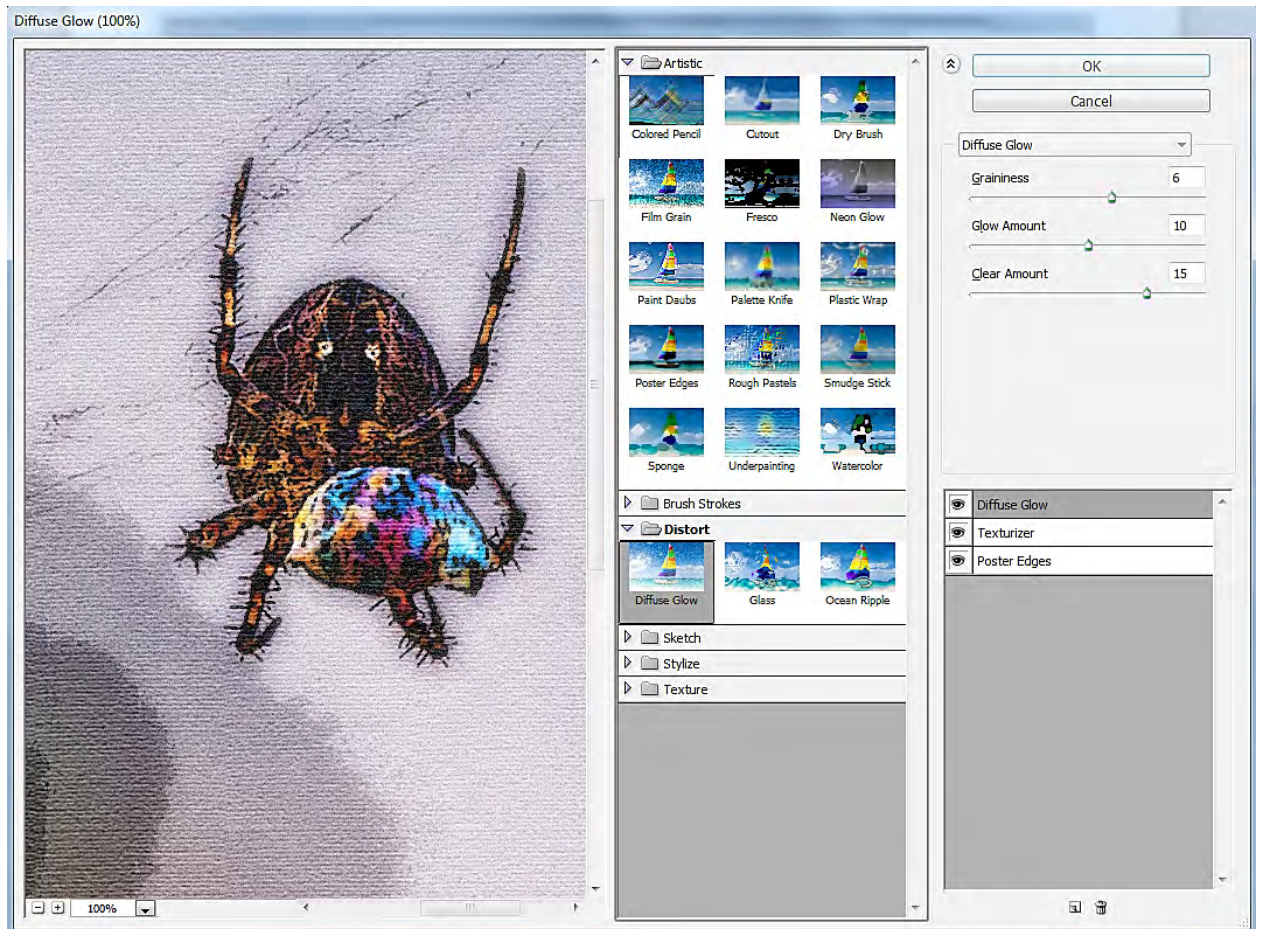 Diffuse Glow (100%)
Artistic
Colored Pencil
Cutout
Dry Brush
Film Grain
Fresco
Neon Glow
Paint Daubs
Palette Knife
Plastic Wrap
Poster Edges
Rough Pastels
Smudge Stick
Sponge
Underpainting
Watercolor
Brush Strokes
Distort
Diffuse Glow
Glass
Ocean Ripple
Sketch
Stylize
Texture
100%
OK
Cancel
Diffuse Glow
Graininess 6
Glow Amount 10
Clear Amount 15
Diffuse Glow
Texturizer
Poster Edges